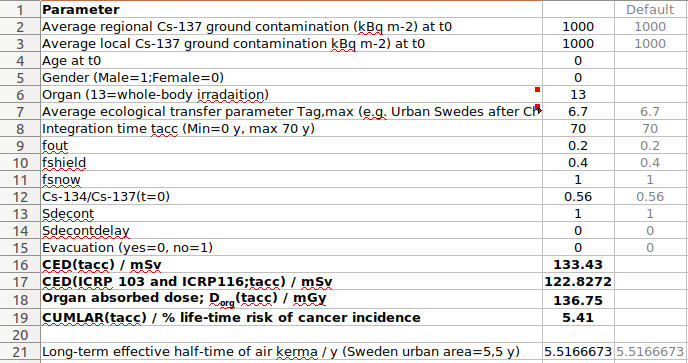 1 Parameter Default
2 Average regional Cs-137 ground contamination (kBq m-2) at t0 1000 1000
3 Average local Cs-137 ground contamination kBq m-2) at t0 1000 1000
4 Age at t0 0
5 Gender (Male=1;Female=0) 0
6 Organ (13=whole-body irradaition) 13
7 Average ecological transfer parameter Tag,max (e.g. Urban Swedes after 6.7 6.7
8 Integration time tacc (Min=0 y, max 70 y) 70 70
9 fout 0.2 0.2
10 fshield 0.4 0.4
11 fsnow 1 1
12 Cs-134/Cs-137(t=0) 0.56 0.56
13 Sdecont 1 1
14 Sdecontdelay 0 0
15 Evacuation (yes=0, no=1) 0 0
16 CED(tacc) / mSv 133.43
17 CED(ICRP 103 and ICRP116;tacc) / mSv 122.8272
18 Organ absorbed dose; Dorg(tacc) / mGy 136.75
19 CUMLAR(tacc) / % life-time risk of cancer incidence 5.41
20
21 Long-term effective half-time of air kerma / y (Sweden urban area=5,5 y) 5.5166673 5.5166673